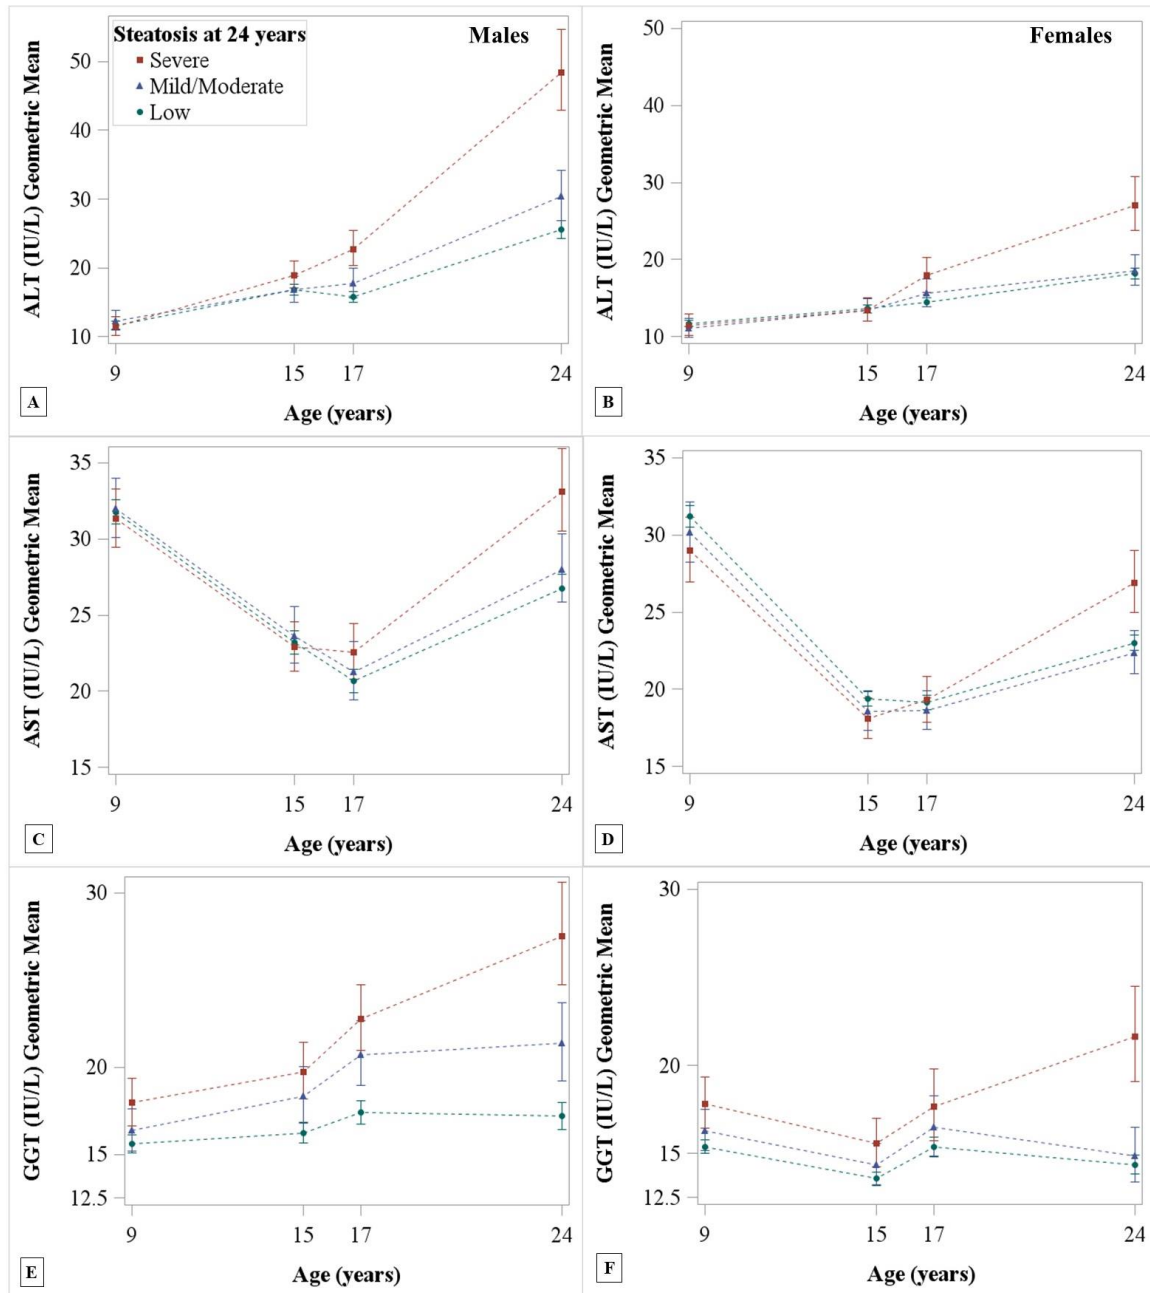 Steatosis at 24 years
Severe
Mild/Moderate
Low
Males
ALT (IU/L) Geometric Mean
50
40
30
20
10
9 15 17 24
Age (years)
A
Females
ALT (IU/L) Geometric Mean
50
40
30
20
10
9 15 17 24
Age (years)
B
AST (IU/L) Geometric Mean
35
30
25
20
15
9 15 17 24
Age (years)
C
AST (IU/L) Geometric Mean
35
30
25
20
15
9 15 17 24
Age (years)
D
GGT (IU/L) Geometric Mean
30
20
15
12.5
9 15 17 24
Age (years)
E
GGT (IU/L) Geometric Mean
30
20
15
12.5
9 15 17 24
Age (years)
F